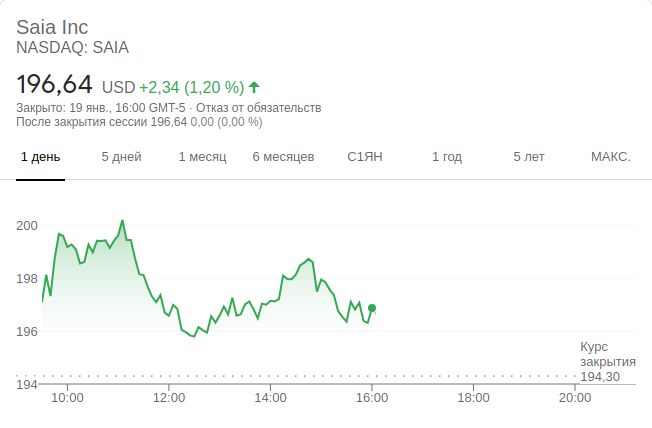 Saia Inc
NASDAQ: SAIA
196,64 USD +2,34 (1,20 %)
Закрыто: 19 янв., 16:00 GMT-5 · Отказ от обязательств
После закрытия сессии 196,64 0,00 (0,00 %)
1 день 5 дней 1 месяц 6 месяцев С1ЯН 1 год 5 лет МАКС.
200
198
196
Курс
закрытия
194,30
194
10:00 12:00 14:00 16:00 18:00 20:00